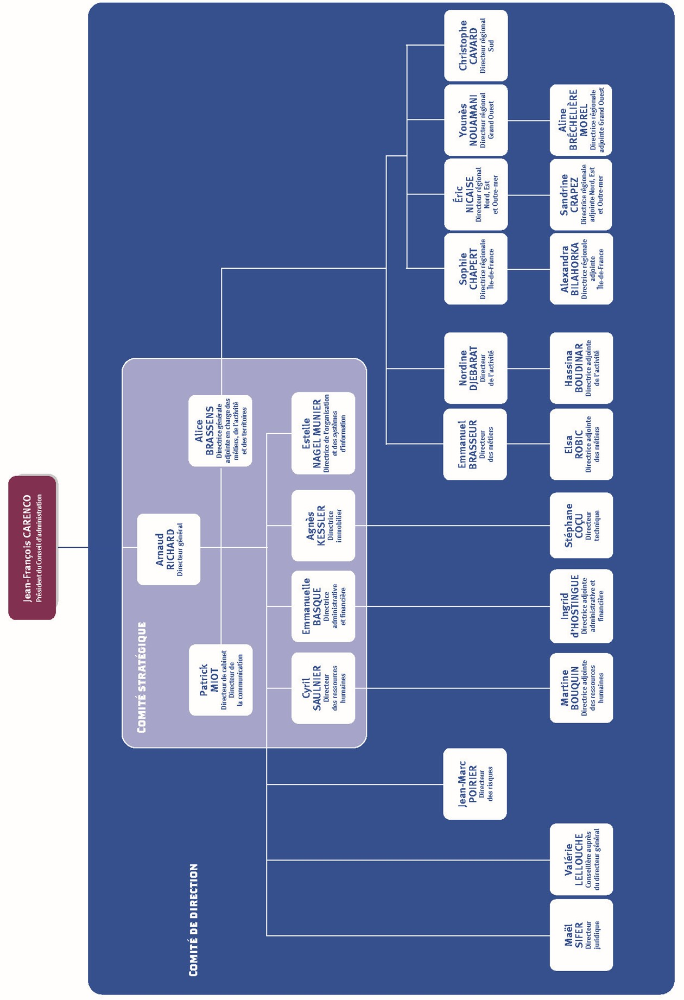 Jean-François CARENCO
Président du Conseil d'administration
COMITÉ DE DIRECTION
COMITÉ STRATÉGIQUE
Arnaud
RICHARD
Directeur général
Patrick
MIOT
Directeur de cabinet
Directeur de
la communication
Alice
BRASSENS
Directrice générale
adjointe en charge des
métiers, de l'activité
et des territoires
Cyril
SAULNIER
Directeur
des ressources
humaines
Emmanuelle
BASQUE
Directrice
administrative
et financière
Agnès
KESSLER
Directrice
immobilier
Estelle
NAGEL MUNIER
Directrice de l'organisation
et des systèmes
d'information
Jean-Marc
POIRIER
Directeur
des risques
Emmanuel
BRASSEUR
Directeur
des métiers
Nordine
DJEBARAT
Directeur
de l'activité
Sophie
CHAPERT
Directrice régionale
Île-de-France
Éric
NICAISE
Directeur régional
Nord, Est
et Outre-mer
Younès
NOUAMANI
Directeur régional
Grand Ouest
Christophe
CAVARD
Directeur régional
Sud
Maël
SIFER
Directeur
juridique
Valérie
LELLOUCHE
Conseillère auprès
du directeur général
Martine
BOUQUIN
Directrice adjointe
des ressources
humaines
Ingrid
d'HOSTINGUE
Directrice adjointe
administrative et
financière
Stéphane
COÇU
Directeur
technique
Elsa
ROBIC
Directrice adjointe
des métiers
Hassina
BOUDINAR
Directrice adjointe
de l'activité
Alexandra
BILAHORKA
Directrice régionale
adjointe
Île-de-France
Sandrine
CRAPEZ
Directrice régionale
adjointe Nord, Est
et Outre-mer
Aline
BRÉCHELIÈRE
MOREL
Directrice régionale
adjointe Grand Ouest